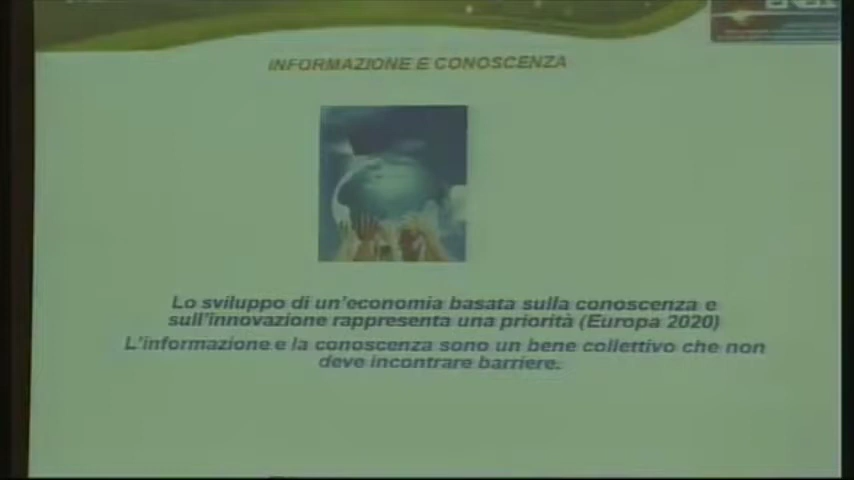 INFORMAZIONE E CONOSCENZA
Lo sviluppo di un'economia basata sulla conoscenza e
sull'innovazione rappresenta una priorità (Europa 2020)
L'informazione e la conoscenza sono un bene collettivo che non
deve incontrare barriere.